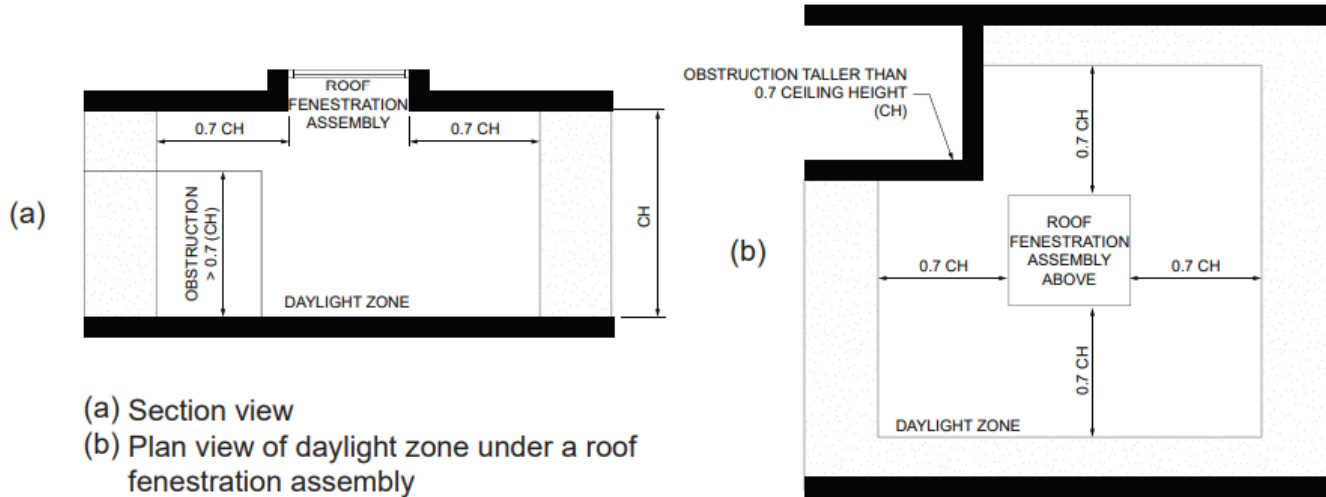 (a)
ROOF
FENESTRATION
ASSEMBLY
0.7 CH
0.7 CH
OBSTRUCTION
> 0.7 (CH)
CH
DAYLIGHT ZONE
(a) Section view
(b) Plan view of daylight zone under a roof
fenestration assembly
(b)
OBSTRUCTION TALLER THAN
0.7 CEILING HEIGHT
(CH)
0.7 CH
ROOF
FENESTRATION
ASSEMBLY
ABOVE
0.7 CH
0.7 CH
0.7 CH
DAYLIGHT ZONE